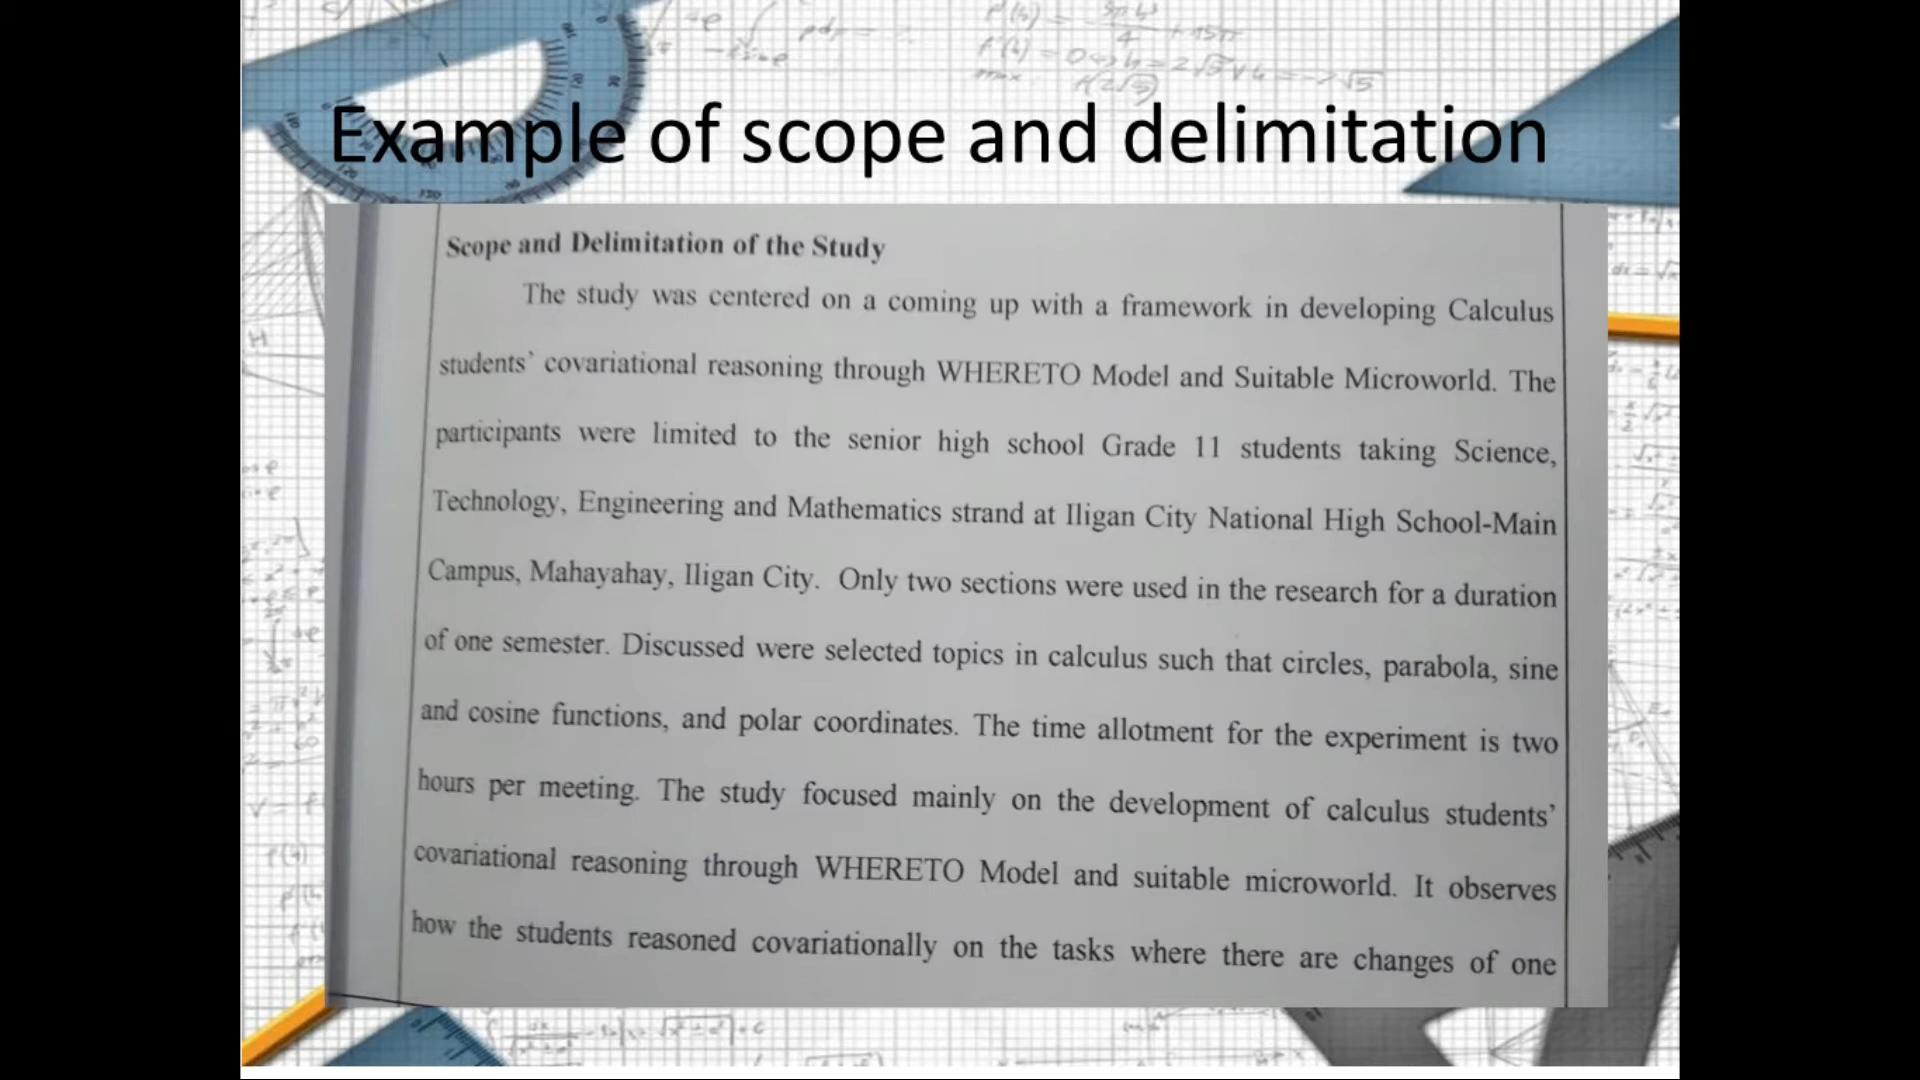 Example of scope and delimitation
Scope and Delimitation of the Study
The study was centered on a coming up with a framework in developing Calculus
students' covariational reasoning through WHERETO Model and Suitable Microworld. The
participants were limited to the senior high school Grade 11 students taking Science,
Technology, Engineering and Mathematics strand at Iligan City National High School-Main
Campus, Mahayahay, Iligan City. Only two sections were used in the research for a duration
of one semester. Discussed were selected topics in calculus such that circles, parabola, sine
and cosine functions, and polar coordinates. The time allotment for the experiment is two
hours per meeting. The study focused mainly on the development of calculus students'
covariational reasoning through WHERETO Model and suitable microworld. It observes
how the students reasoned covariationally on the tasks where there are changes of one